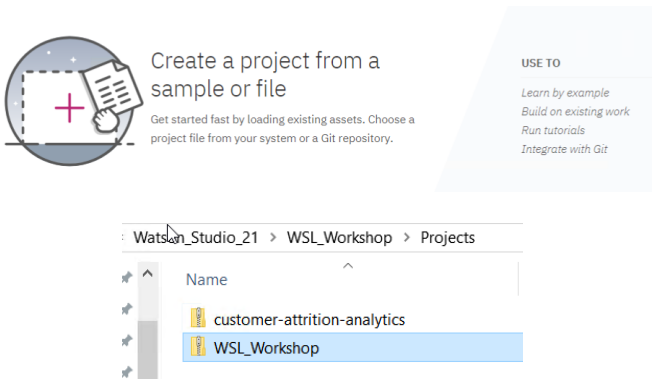 Create a project from a
sample or file
Get started fast by loading existing assets. Choose a
project file from your system or a Git repository.
USE TO
Learn by example
Build on existing work
Run tutorials
Integrate with Git
Watson_Studio_21 > WSL_Workshop > Projects
Name
customer-attrition-analytics
WSL_Workshop